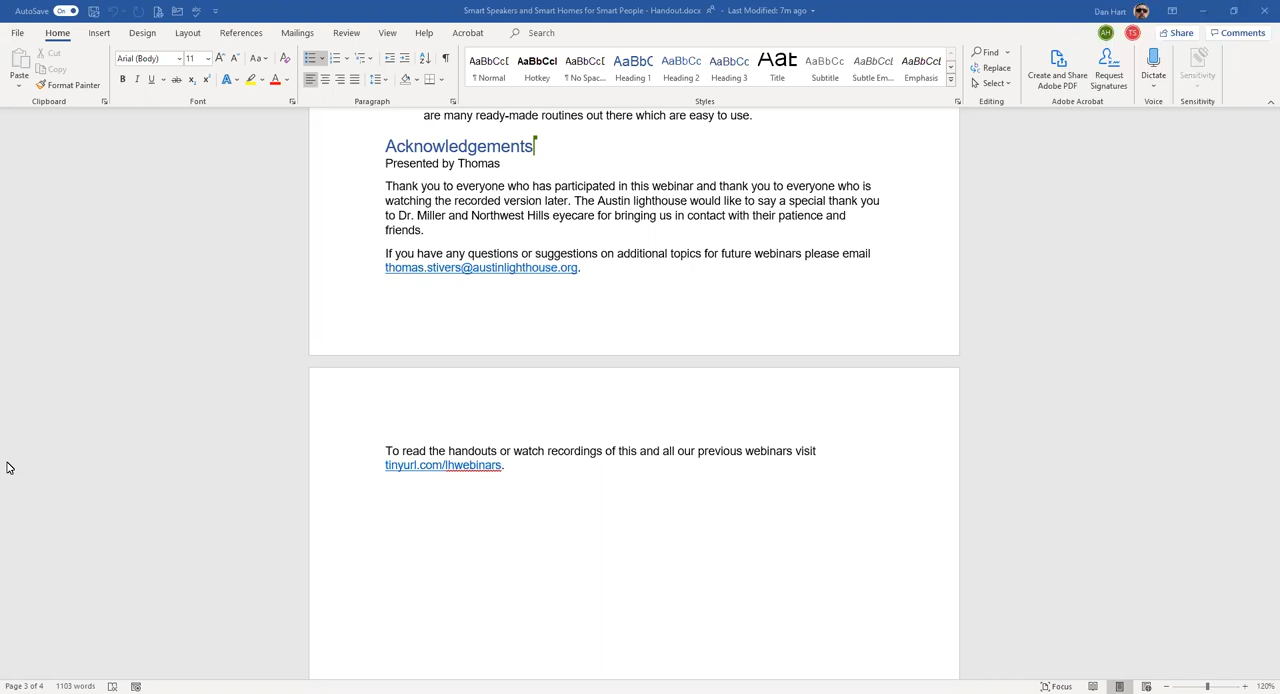 AutoSave On Smart Speakers and Smart Homes for Smart People - Handout.docx - Last Modified: 7m ago Dan Hart
File Home Insert Design Layout References Mailings Review View Help Acrobat Search AH TS Share Comments
Paste Cut Copy Format Painter Clipboard
Arial (Body) 11 A A Aa A B I U ab x₂ x² A A Font
Paragraph
AaBbCcI AaBbCcI AaBbCcI AaBbC AaBbCc AaBbCc AaB AaBbCc AaBbCcI AaBbCcI
¶ Normal Hotkey ¶ No Spac... Heading 1 Heading 2 Heading 3 Title Subtitle Subtle Em... Emphasis
Styles
Find Replace Select Editing
Create and Share Adobe PDF Request Signatures Adobe Acrobat
Dictate Voice
Sensitivity Sensitivity
are many ready-made routines out there which are easy to use.
Acknowledgements
Presented by Thomas
Thank you to everyone who has participated in this webinar and thank you to everyone who is
watching the recorded version later. The Austin lighthouse would like to say a special thank you
to Dr. Miller and Northwest Hills eyecare for bringing us in contact with their patience and
friends.
If you have any questions or suggestions on additional topics for future webinars please email
thomas.stivers@austinlighthouse.org.
To read the handouts or watch recordings of this and all our previous webinars visit
tinyurl.com/lhwebinars.
Page 3 of 4 1103 words Focus 120%